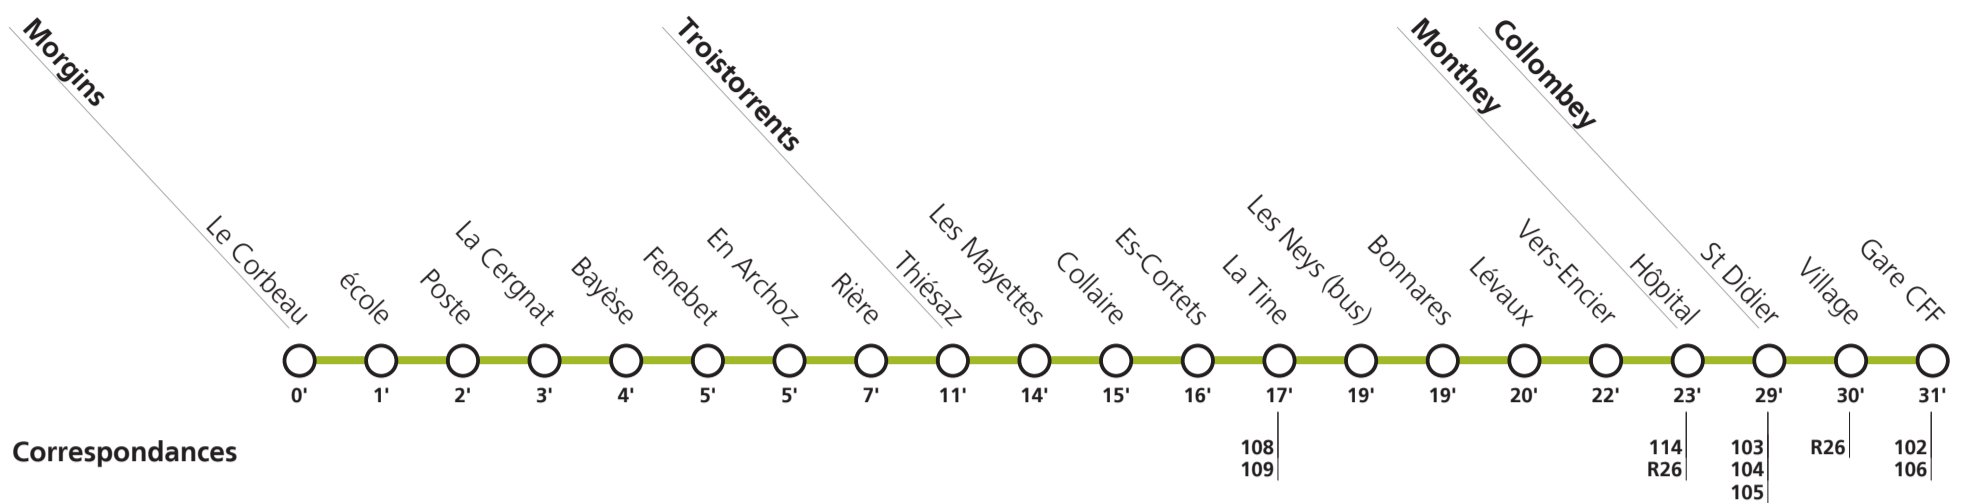 Morgins
Troistorrents
Monthey
Collombey
Le Corbeau
école
Poste
La Cergnat
Bayèse
Fenebet
En Archoz
Rière
Thiésaz
Les Mayettes
Collaire
Es-Cortets
La Tine
Les Neys (bus)
Bonnares
Lévaux
Vers-Encier
Hôpital
St Didier
Village
Gare CFF
0' 1' 2' 3' 4' 5' 5' 7' 11' 14' 15' 16' 17' 19' 19' 20' 22' 23' 29' 30' 31'
Correspondances
108
109
114
R26
103
104
105
R26
102
106